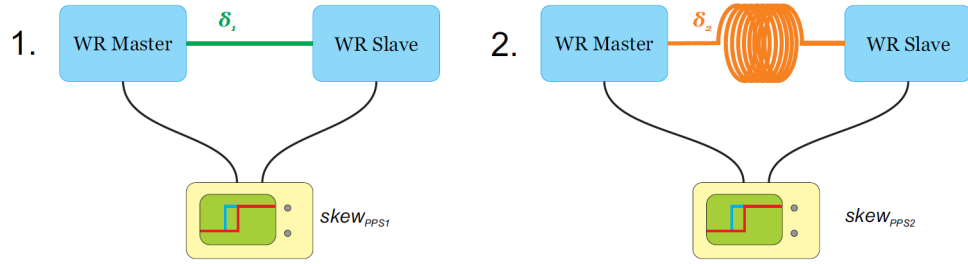 1.
WR Master
δ₁
WR Slave
skewPPS1
2.
WR Master
δ₂
WR Slave
skewPPS2